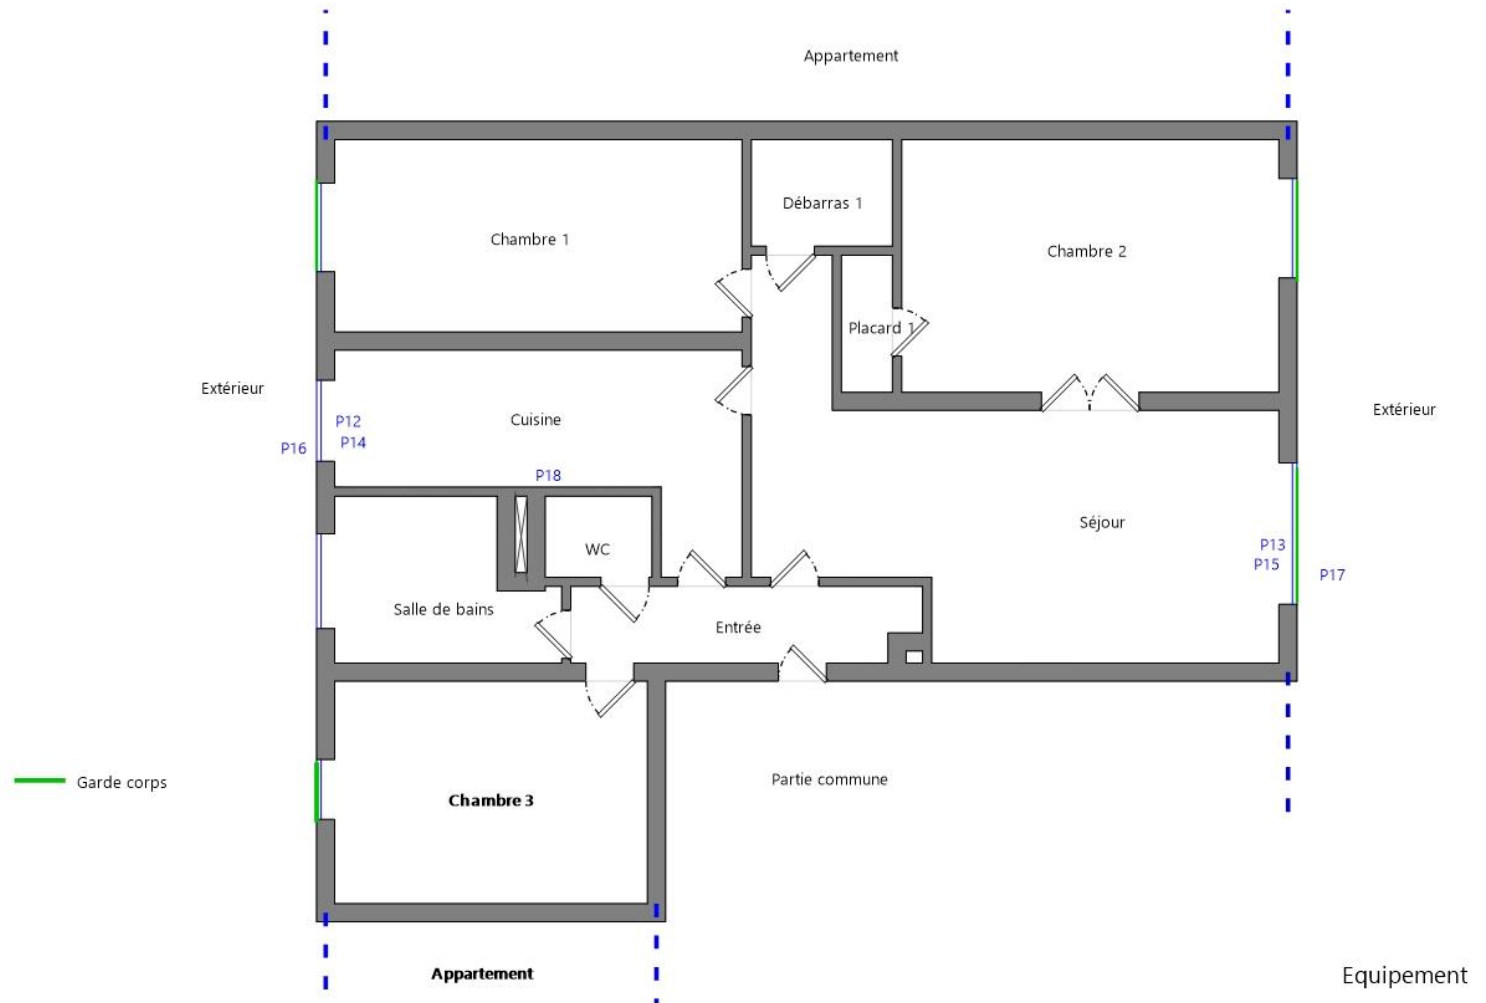 Appartement
Débarras 1
Chambre 1
Chambre 2
Placard 1
Extérieur
Extérieur
Cuisine
P12
P14
P16
P18
Séjour
WC
P13
P15
P17
Salle de bains
Entrée
Garde corps
Partie commune
Chambre 3
Appartement
Equipement